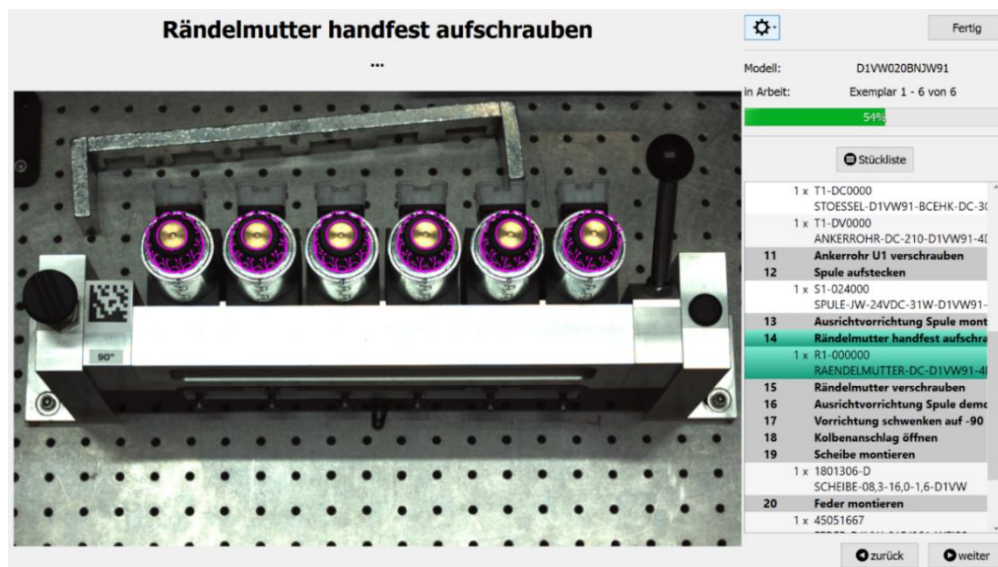 Rändelmutter handfest aufschrauben
...
Fertig
Modell: D1VW020BNJW91
in Arbeit: Exemplar 1 - 6 von 6
54%
Stückliste
1 x T1-DC0000
STOESSEL-D1VW91-BCEHK-DC-30
1 x T1-DV0000
ANKERROHR-DC-210-D1VW91-4D
11 Ankerrohr U1 verschrauben
12 Spule aufstecken
1 x S1-024000
SPULE-JW-24VDC-31W-D1VW91-
13 Ausrichtvorrichtung Spule mont
14 Rändelmutter handfest aufschra
1 x R1-000000
RAENDELMUTTER-DC-D1VW91-4
15 Rändelmutter verschrauben
16 Ausrichtvorrichtung Spule demo
17 Vorrichtung schwenken auf -90
18 Kolbenanschlag öffnen
19 Scheibe montieren
1 x 1801306-D
SCHEIBE-08,3-16,0-1,6-D1VW
20 Feder montieren
1 x 45051667
90°
zurück
weiter